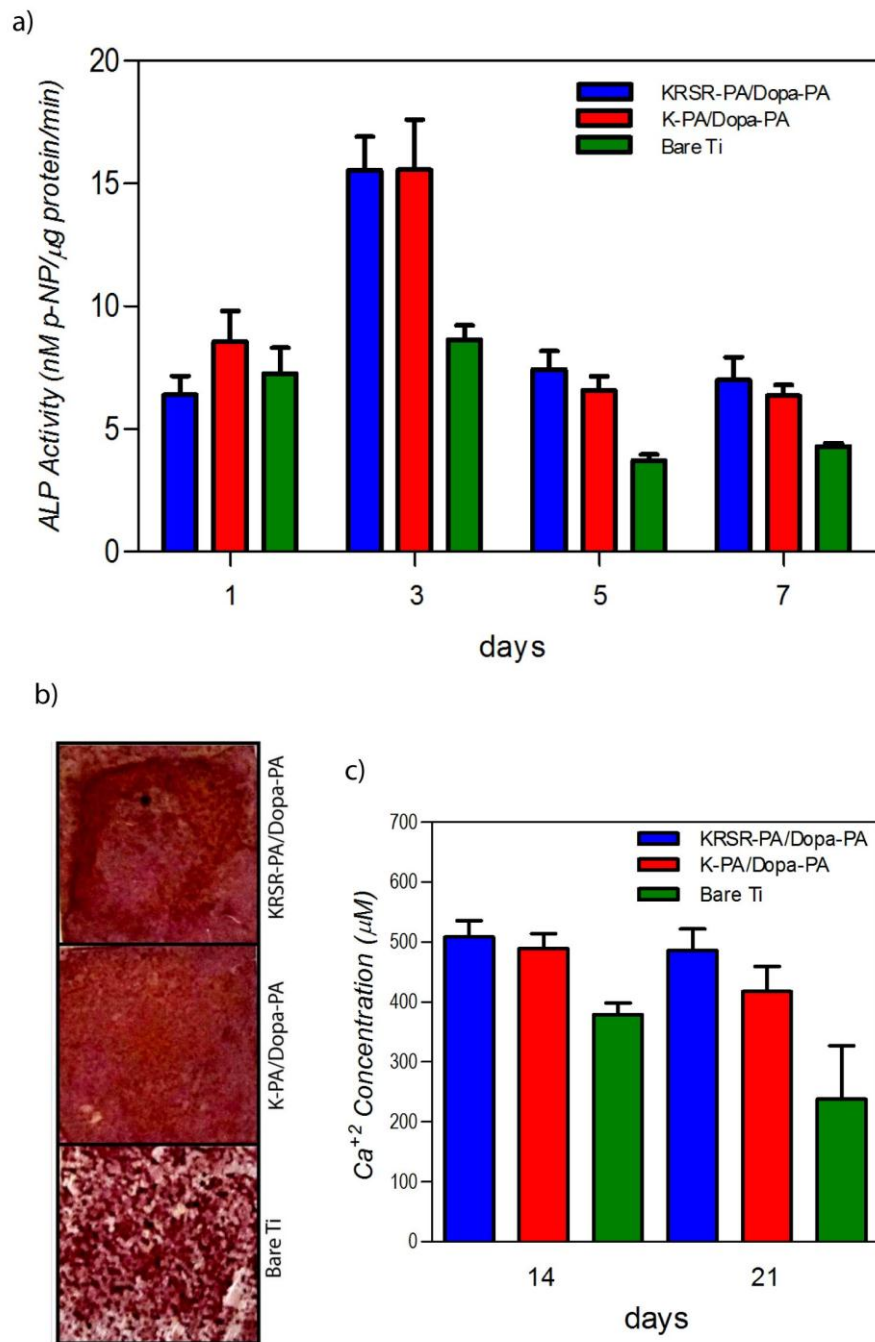 a)
ALP Activity (nM p-NP/µg protein/min)
20
15
10
5
0
KRSR-PA/Dopa-PA
K-PA/Dopa-PA
Bare Ti
1 3 5 7
days
b)
KRSR-PA/Dopa-PA
K-PA/Dopa-PA
Bare Ti
c)
Ca⁺² Concentration (µM)
700
600
500
400
300
200
100
0
KRSR-PA/Dopa-PA
K-PA/Dopa-PA
Bare Ti
14 21
days